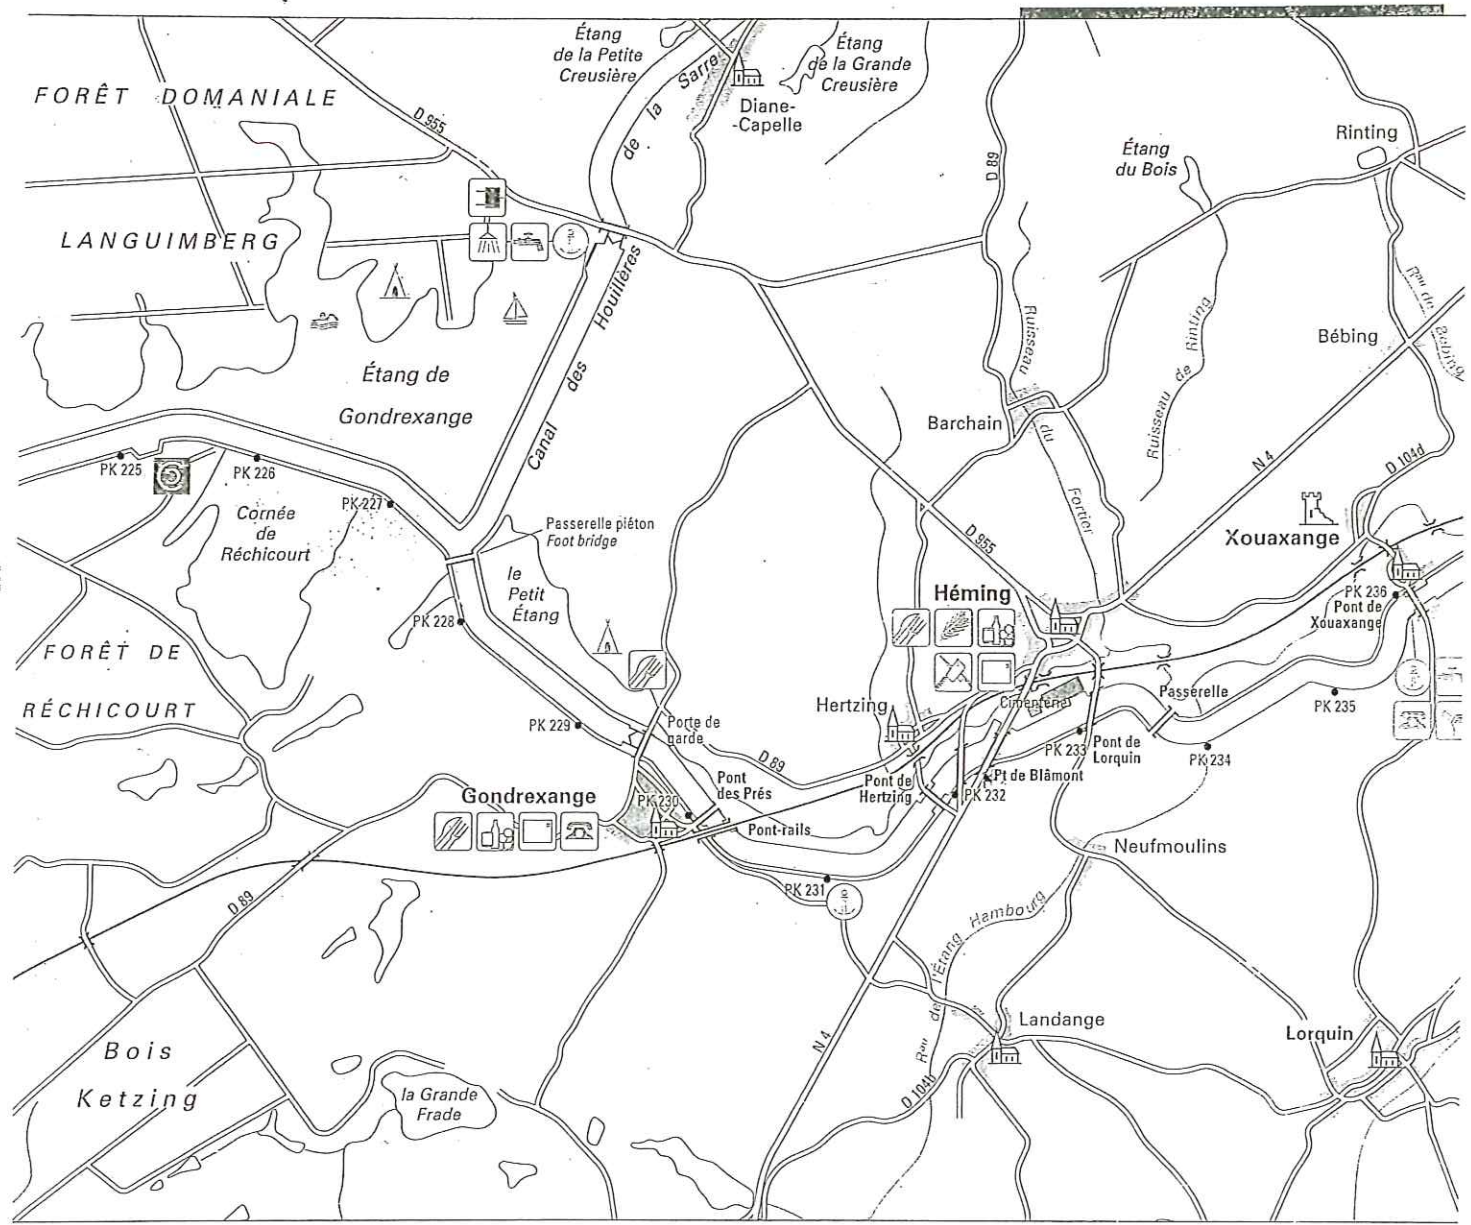 Étang
de la Petite
Creusière
Étang
de la Grande
Creusière
de la Sarre
Diane-
-Capelle
FORÊT DOMANIALE
D 955
D 89
Rinting
Étang
du Bois
LANGUIMBERG
Canal des Houillères
Ruisseau du Fortier
Ruisseau de Rinting
Rau de Bebing
Bébing
Étang de
Gondrexange
Barchain
N 4
D 104d
PK 225
PK 226
PK 227
Cornée
de
Réchicourt
Passerelle piéton
Foot bridge
D 955
Xouaxange
le
Petit
Étang
Héming
PK 236
Pont de
Xouaxange
PK 228
FORÊT DE
RÉCHICOURT
Cimenterie
Passerelle
Hertzing
PK 235
PK 229
Porte de
garde
D 89
PK 233
Pont de
Lorquin
PK 234
Pont
des Prés
Pont de
Hertzing
Pt de Blâmont
PK 232
Gondrexange
PK 230
Pont-rails
Neufmoulins
PK 231
D 89
Rau de l'Étang Hambourg
Landange
Lorquin
N 4
Bois
Ketzing
la Grande
Frade
D 104b